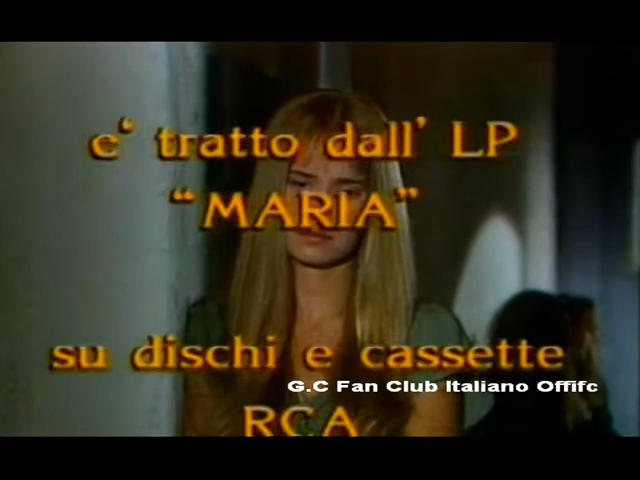 e' tratto dall' LP
“MARIA”
su dischi e cassette
G.C Fan Club Italiano Offifc
RCA